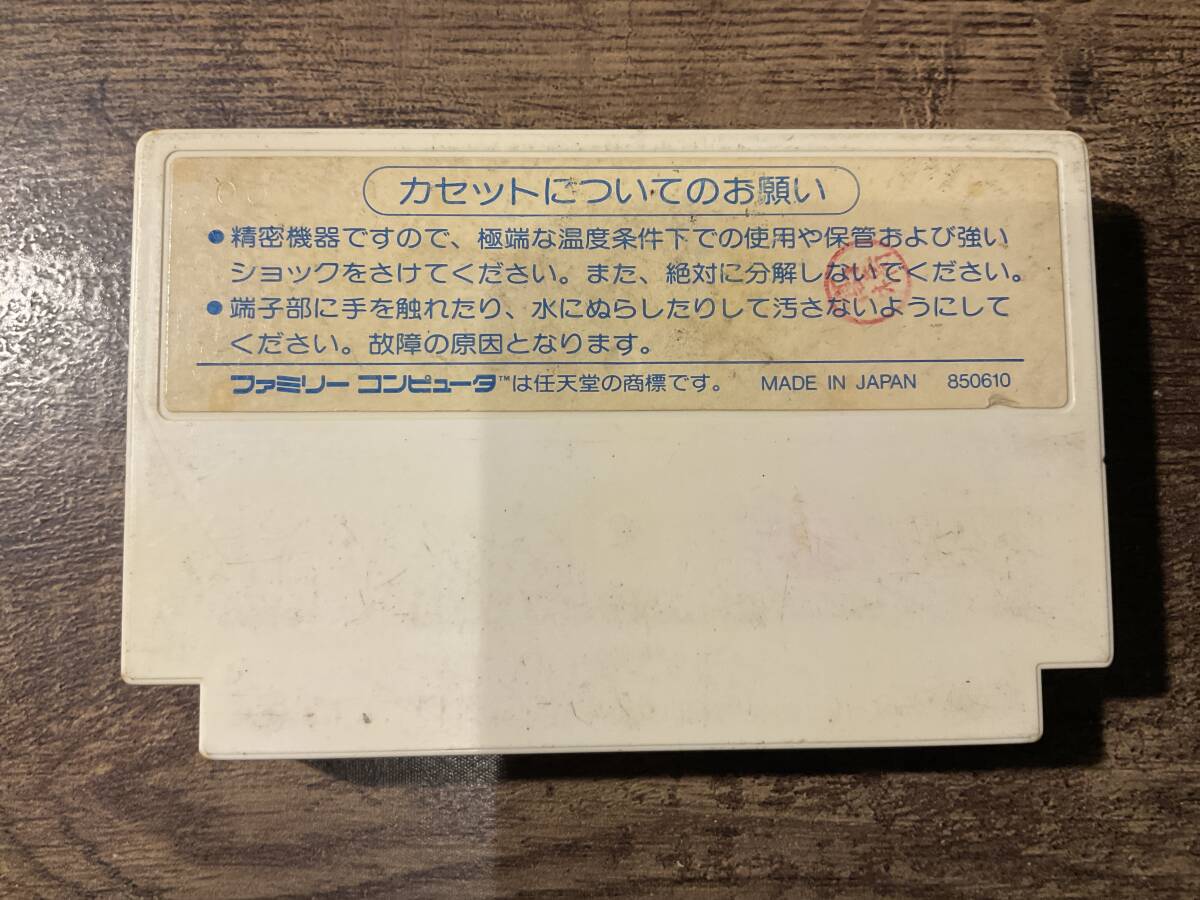 カセットについてのお願い
●精密機器ですので、極端な温度条件下での使用や保管および強い
ショックをさけてください。また、絶対に分解しないでください。
●端子部に手を触れたり、水にぬらしたりして汚さないようにして
ください。故障の原因となります。
ファミリー コンピュータ™は任天堂の商標です。 MADE IN JAPAN 850610